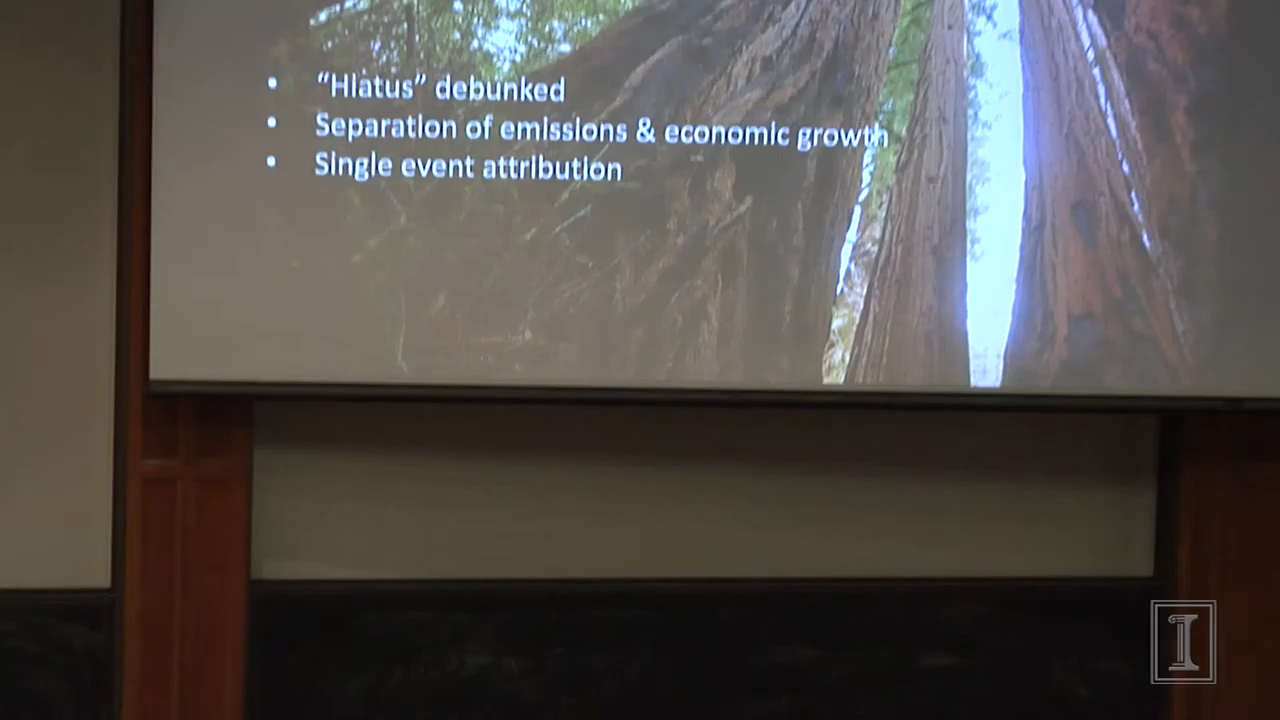 • "Hiatus" debunked
• Separation of emissions & economic growth
• Single event attribution
I